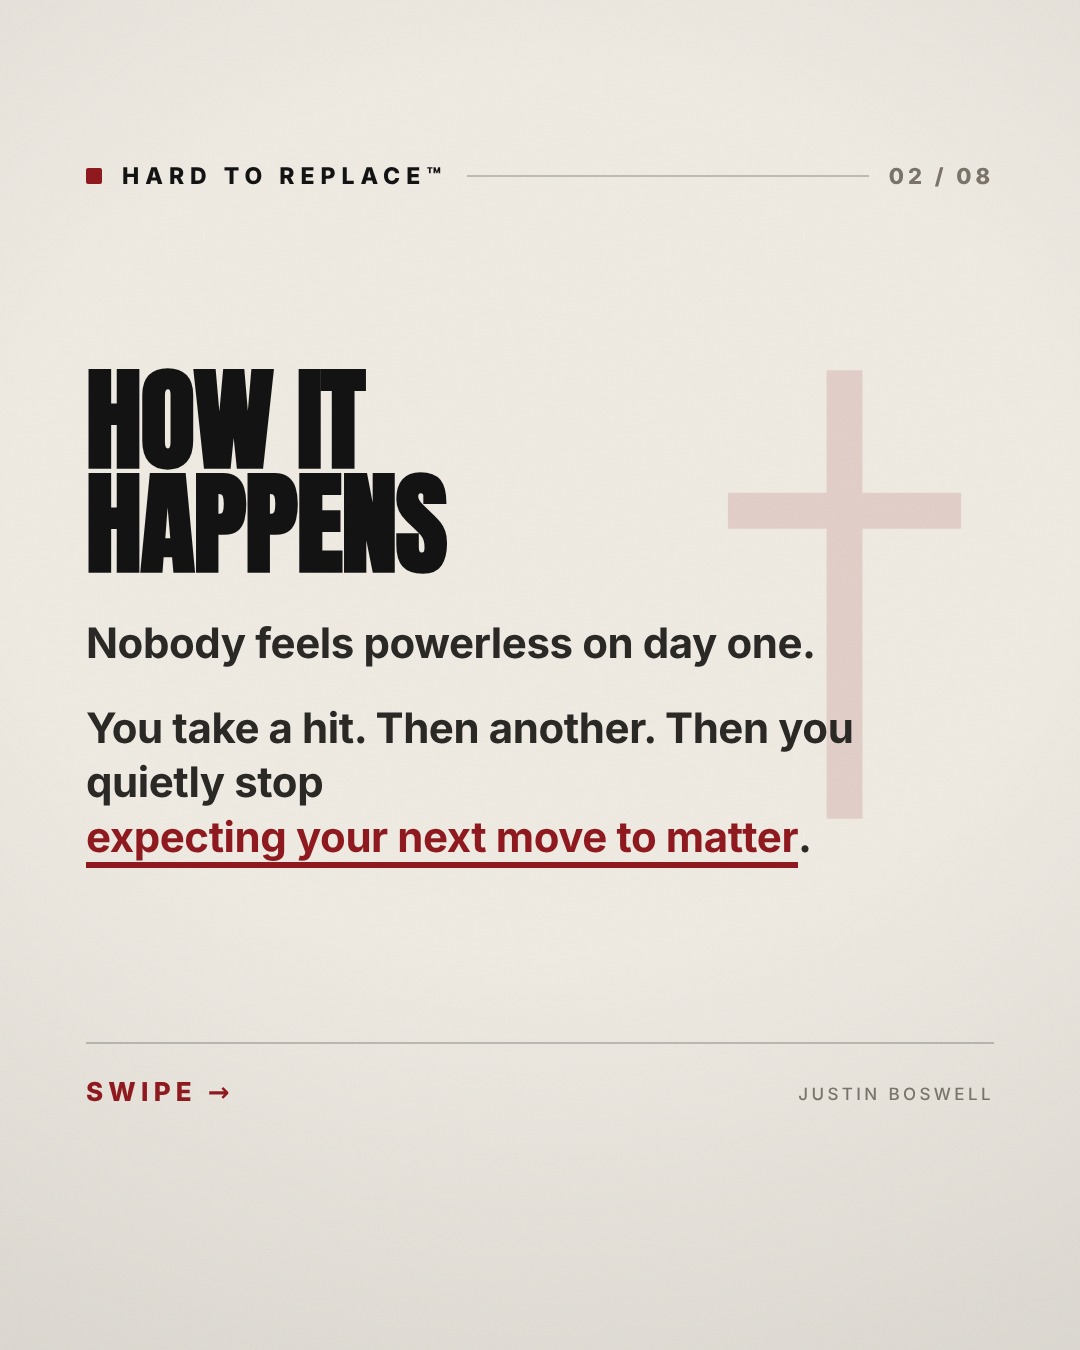 HARD TO REPLACE™
02 / 08
HOW IT
HAPPENS
Nobody feels powerless on day one.
You take a hit. Then another. Then you
quietly stop
expecting your next move to matter.
SWIPE →
JUSTIN BOSWELL